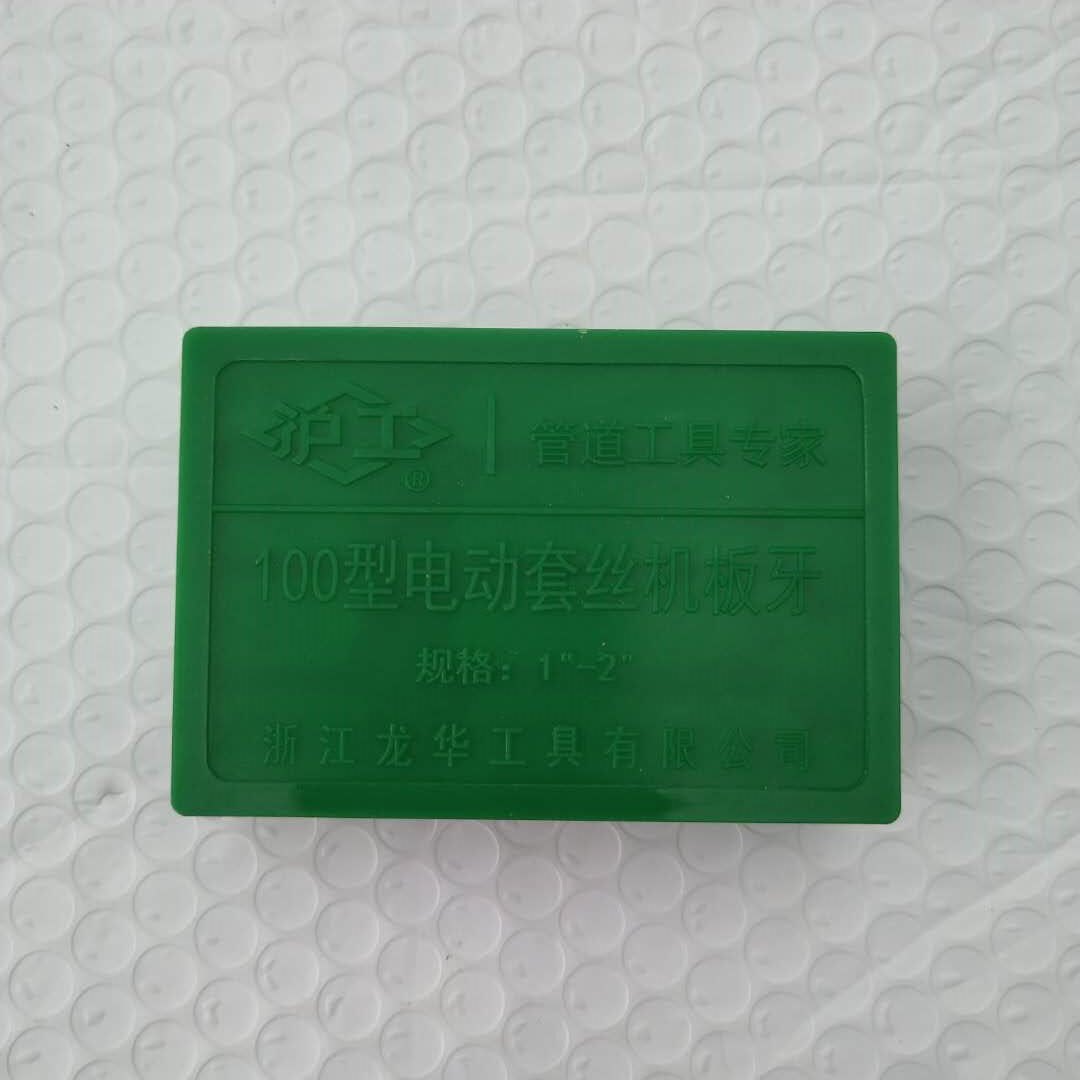 沪工® | 管道工具专家
100型电动套丝机板牙
规格：1"-2"
浙江龙华工具有限公司